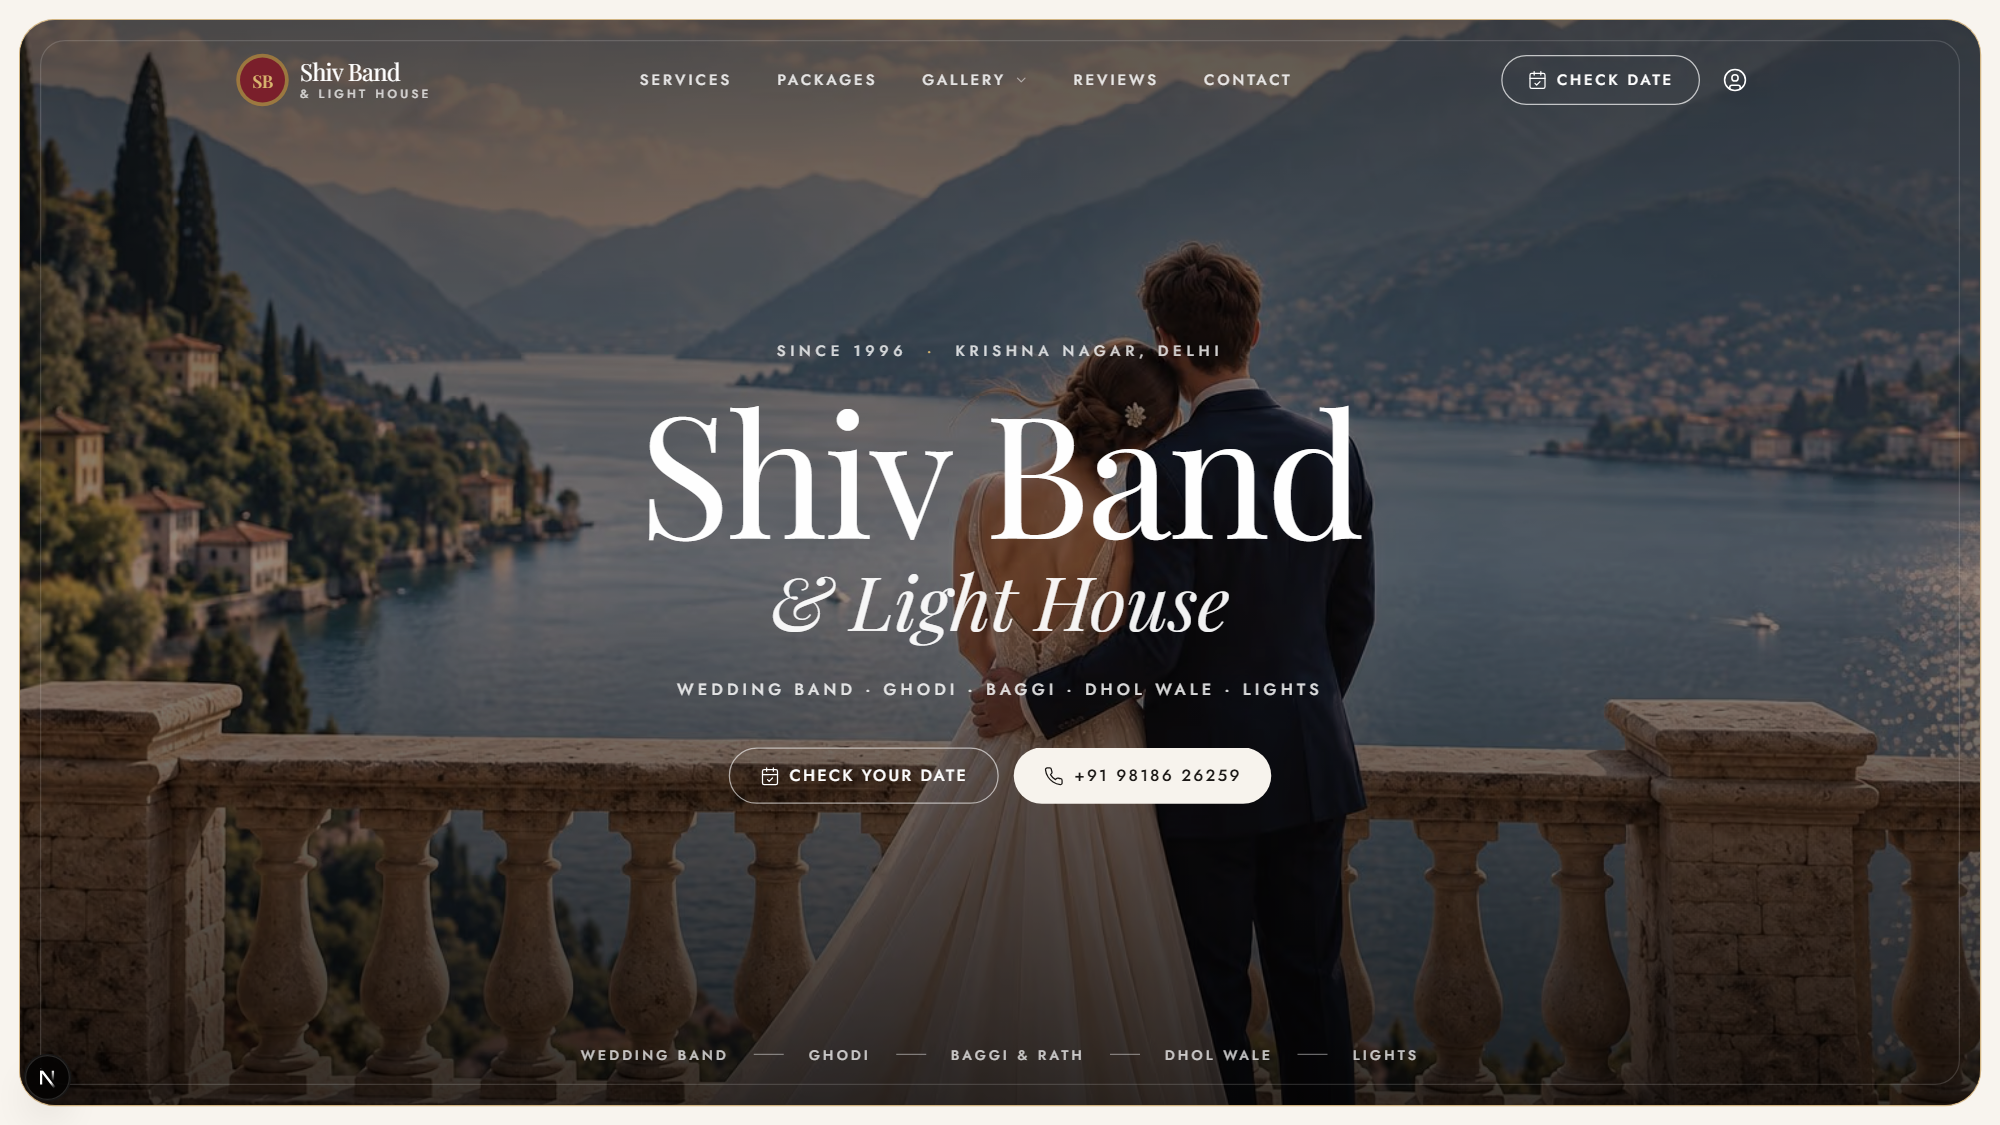 SB
Shiv Band
& LIGHT HOUSE
SERVICES
PACKAGES
GALLERY
REVIEWS
CONTACT
CHECK DATE
SINCE 1996 · KRISHNA NAGAR, DELHI
Shiv Band
& Light House
WEDDING BAND · GHODI · BAGGI · DHOL WALE · LIGHTS
CHECK YOUR DATE
+91 98186 26259
WEDDING BAND — GHODI — BAGGI & RATH — DHOL WALE — LIGHTS
N